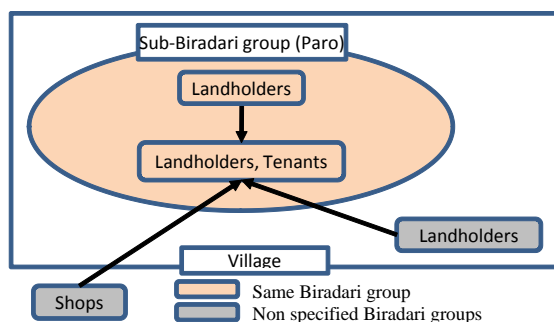 Sub-Biradari group (Paro)
Landholders
Landholders, Tenants
Landholders
Village
Shops
Same Biradari group
Non specified Biradari groups